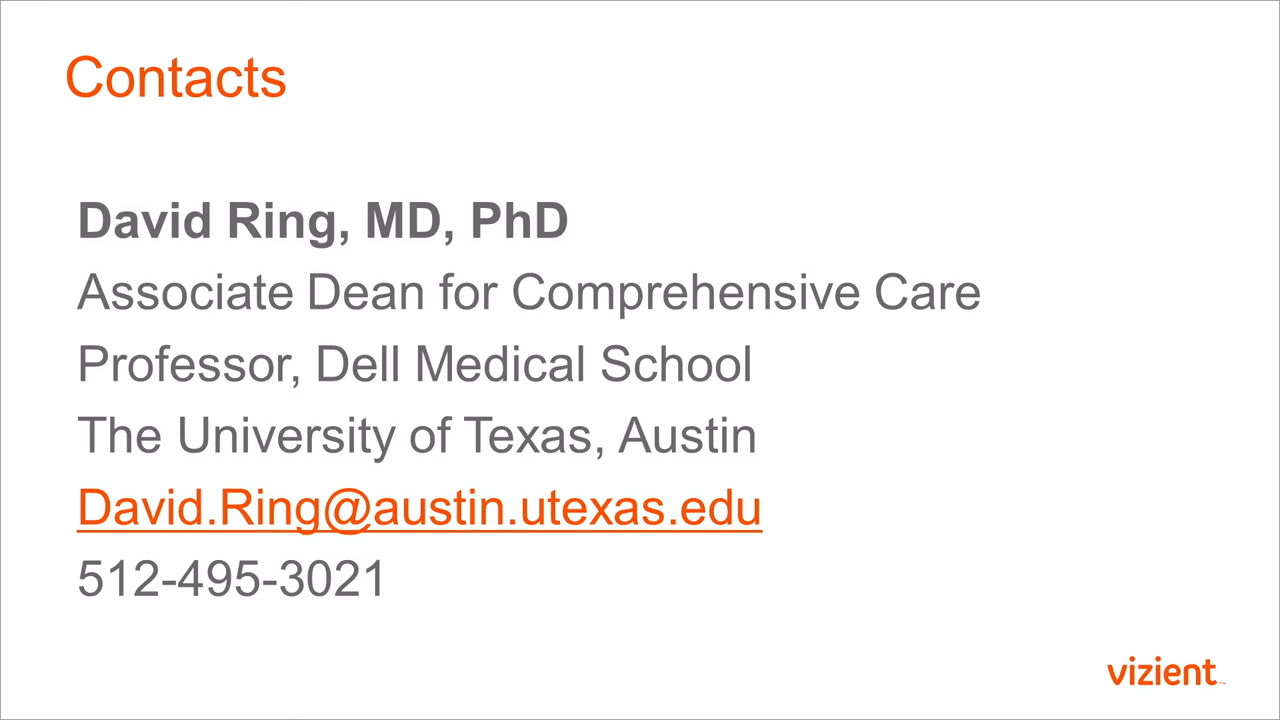 Contacts
David Ring, MD, PhD
Associate Dean for Comprehensive Care
Professor, Dell Medical School
The University of Texas, Austin
David.Ring@austin.utexas.edu
512-495-3021
vizient™